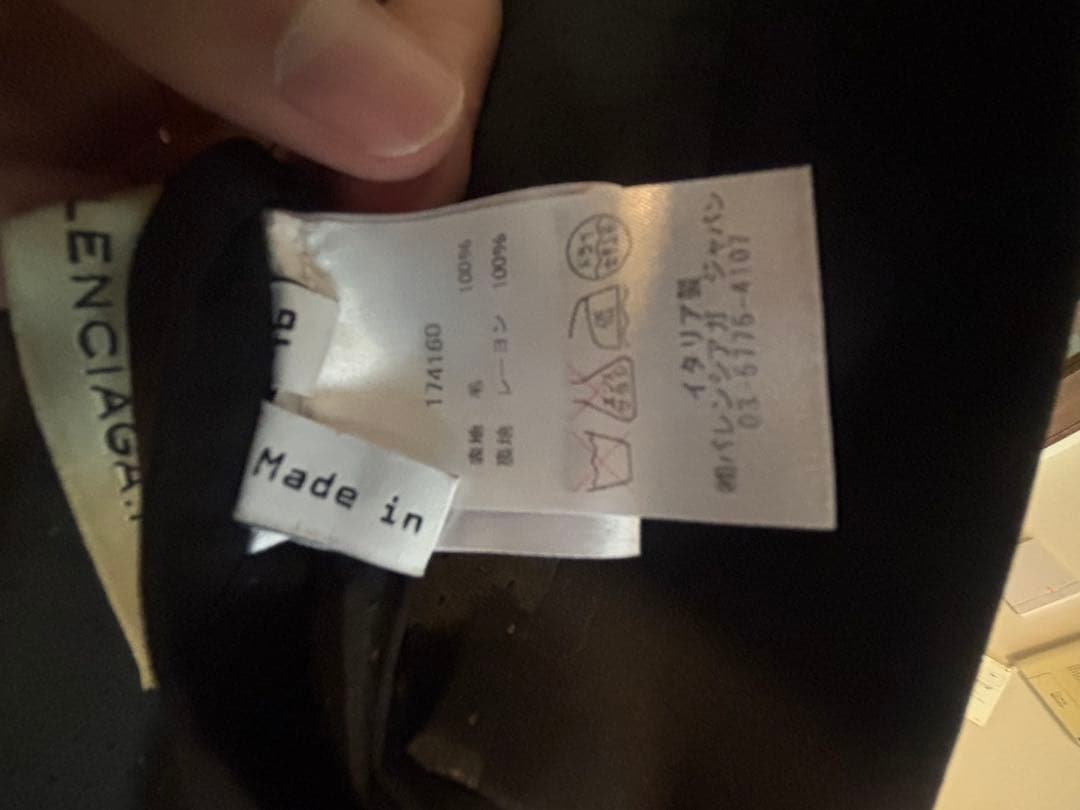 LENCIAGA.
Made in
174160
表地 毛 100%
裏地 レーヨン 100%
イタリア製
㈱バレンシアガ ジャパン
03-6776-4107